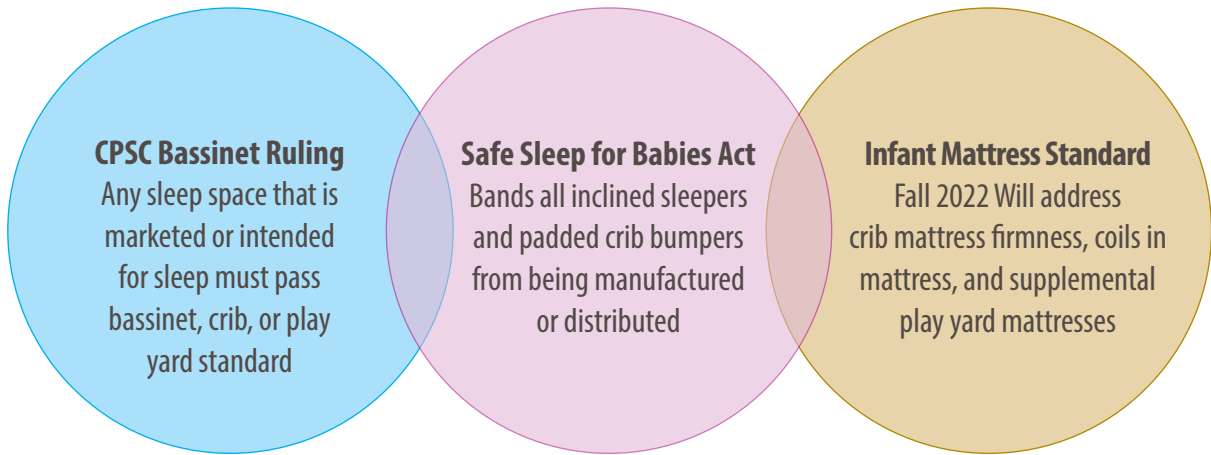 CPSC Bassinet Ruling
Any sleep space that is
marketed or intended
for sleep must pass
bassinet, crib, or play
yard standard
Safe Sleep for Babies Act
Bands all inclined sleepers
and padded crib bumpers
from being manufactured
or distributed
Infant Mattress Standard
Fall 2022 Will address
crib mattress firmness, coils in
mattress, and supplemental
play yard mattresses